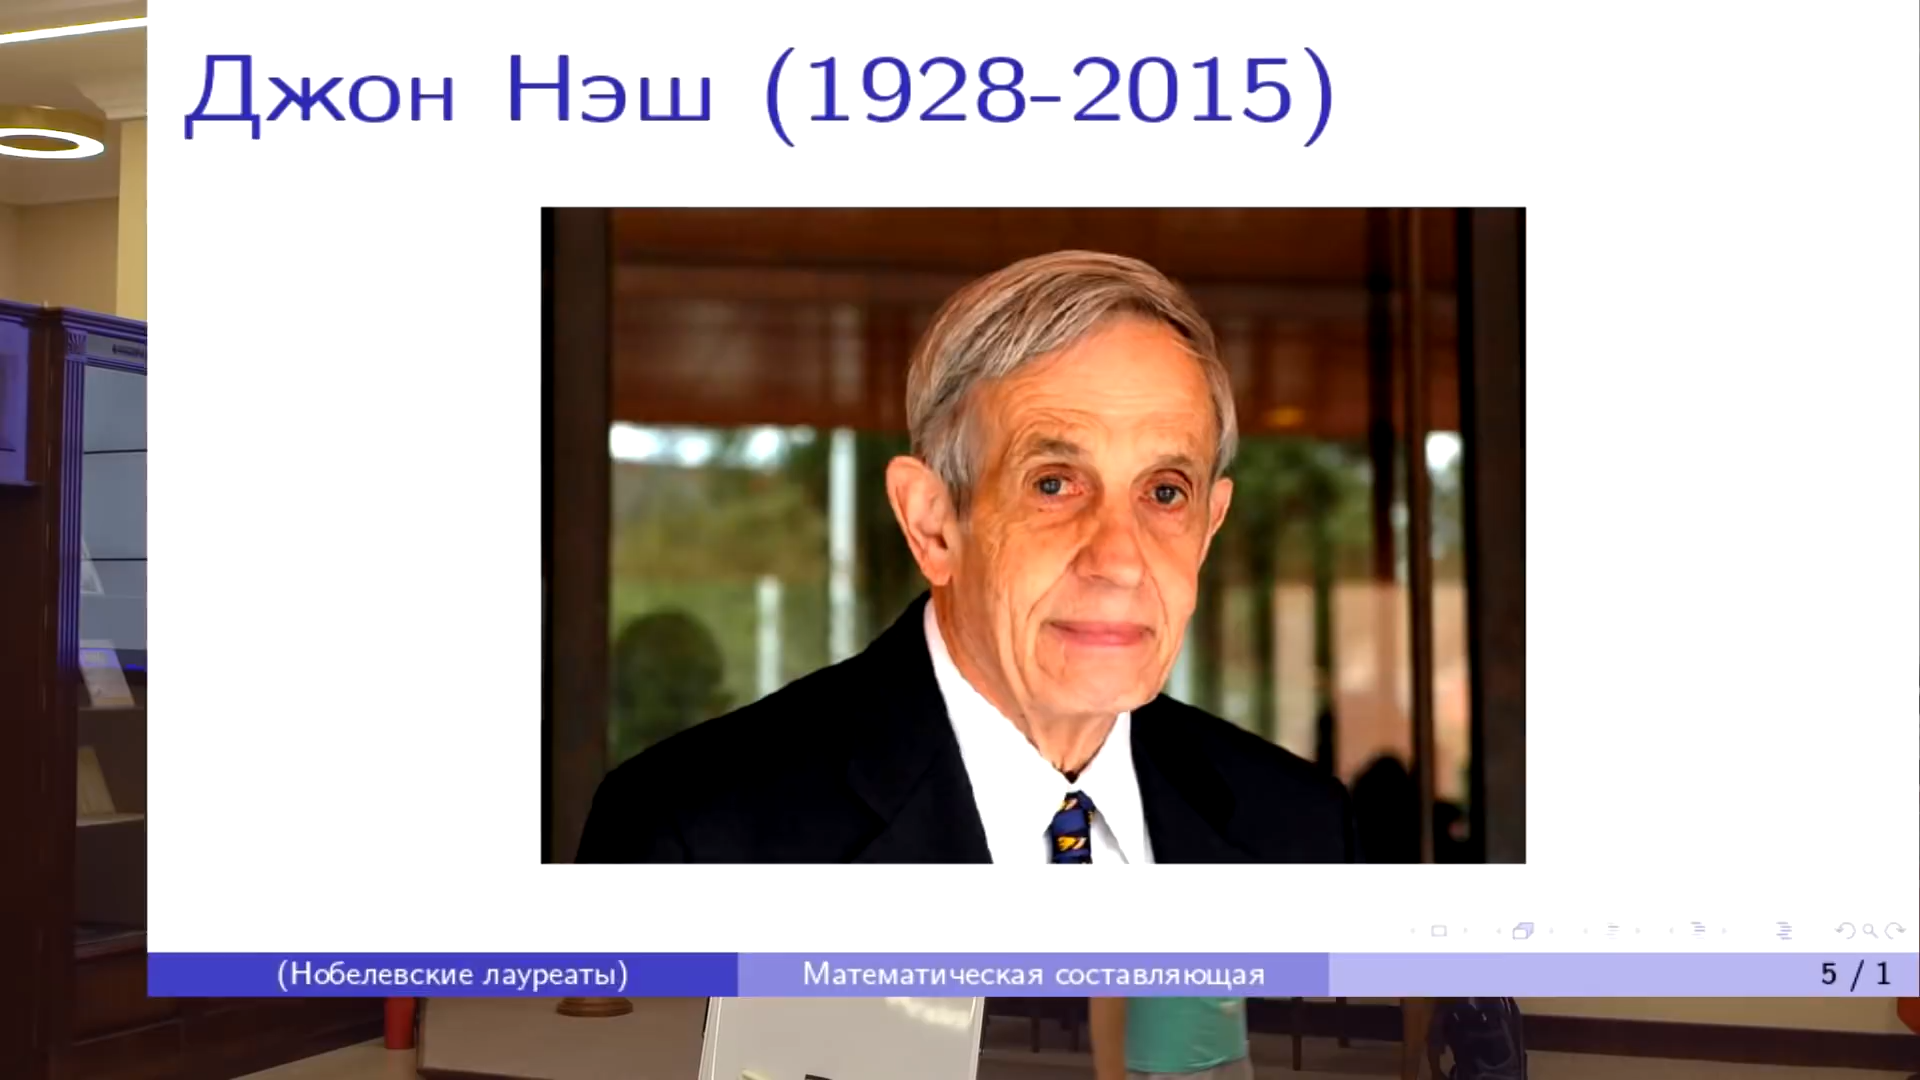 Джон Нэш (1928-2015)
(Нобелевские лауреаты)
Математическая составляющая
5 / 1